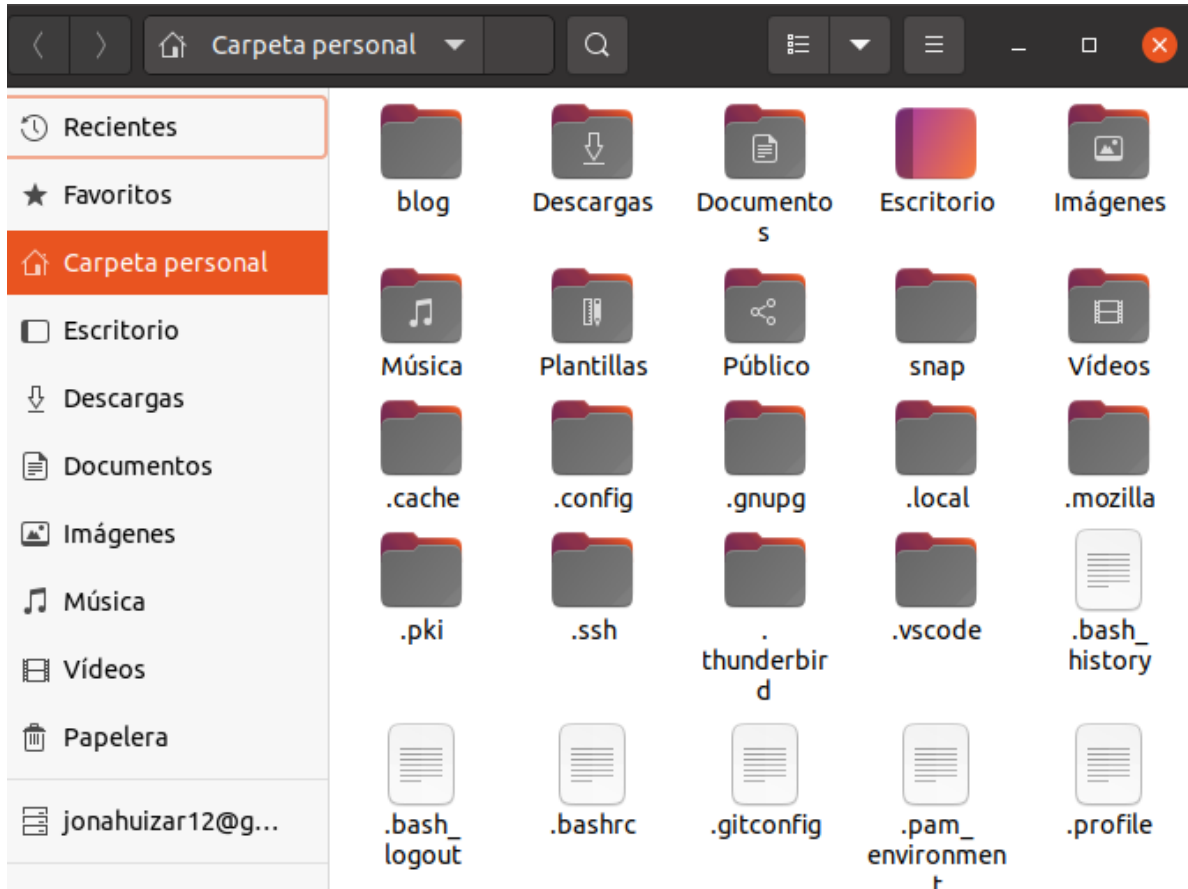 Carpeta personal
Recientes
Favoritos
Carpeta personal
Escritorio
Descargas
Documentos
Imágenes
Música
Vídeos
Papelera
jonahuizar12@g...
blog
Descargas
Documento
s
Escritorio
Imágenes
Música
Plantillas
Público
snap
Vídeos
.cache
.config
.gnupg
.local
.mozilla
.pki
.ssh
.
thunderbir
d
.vscode
.bash_
history
.bash_
logout
.bashrc
.gitconfig
.pam_
environmen
t
.profile